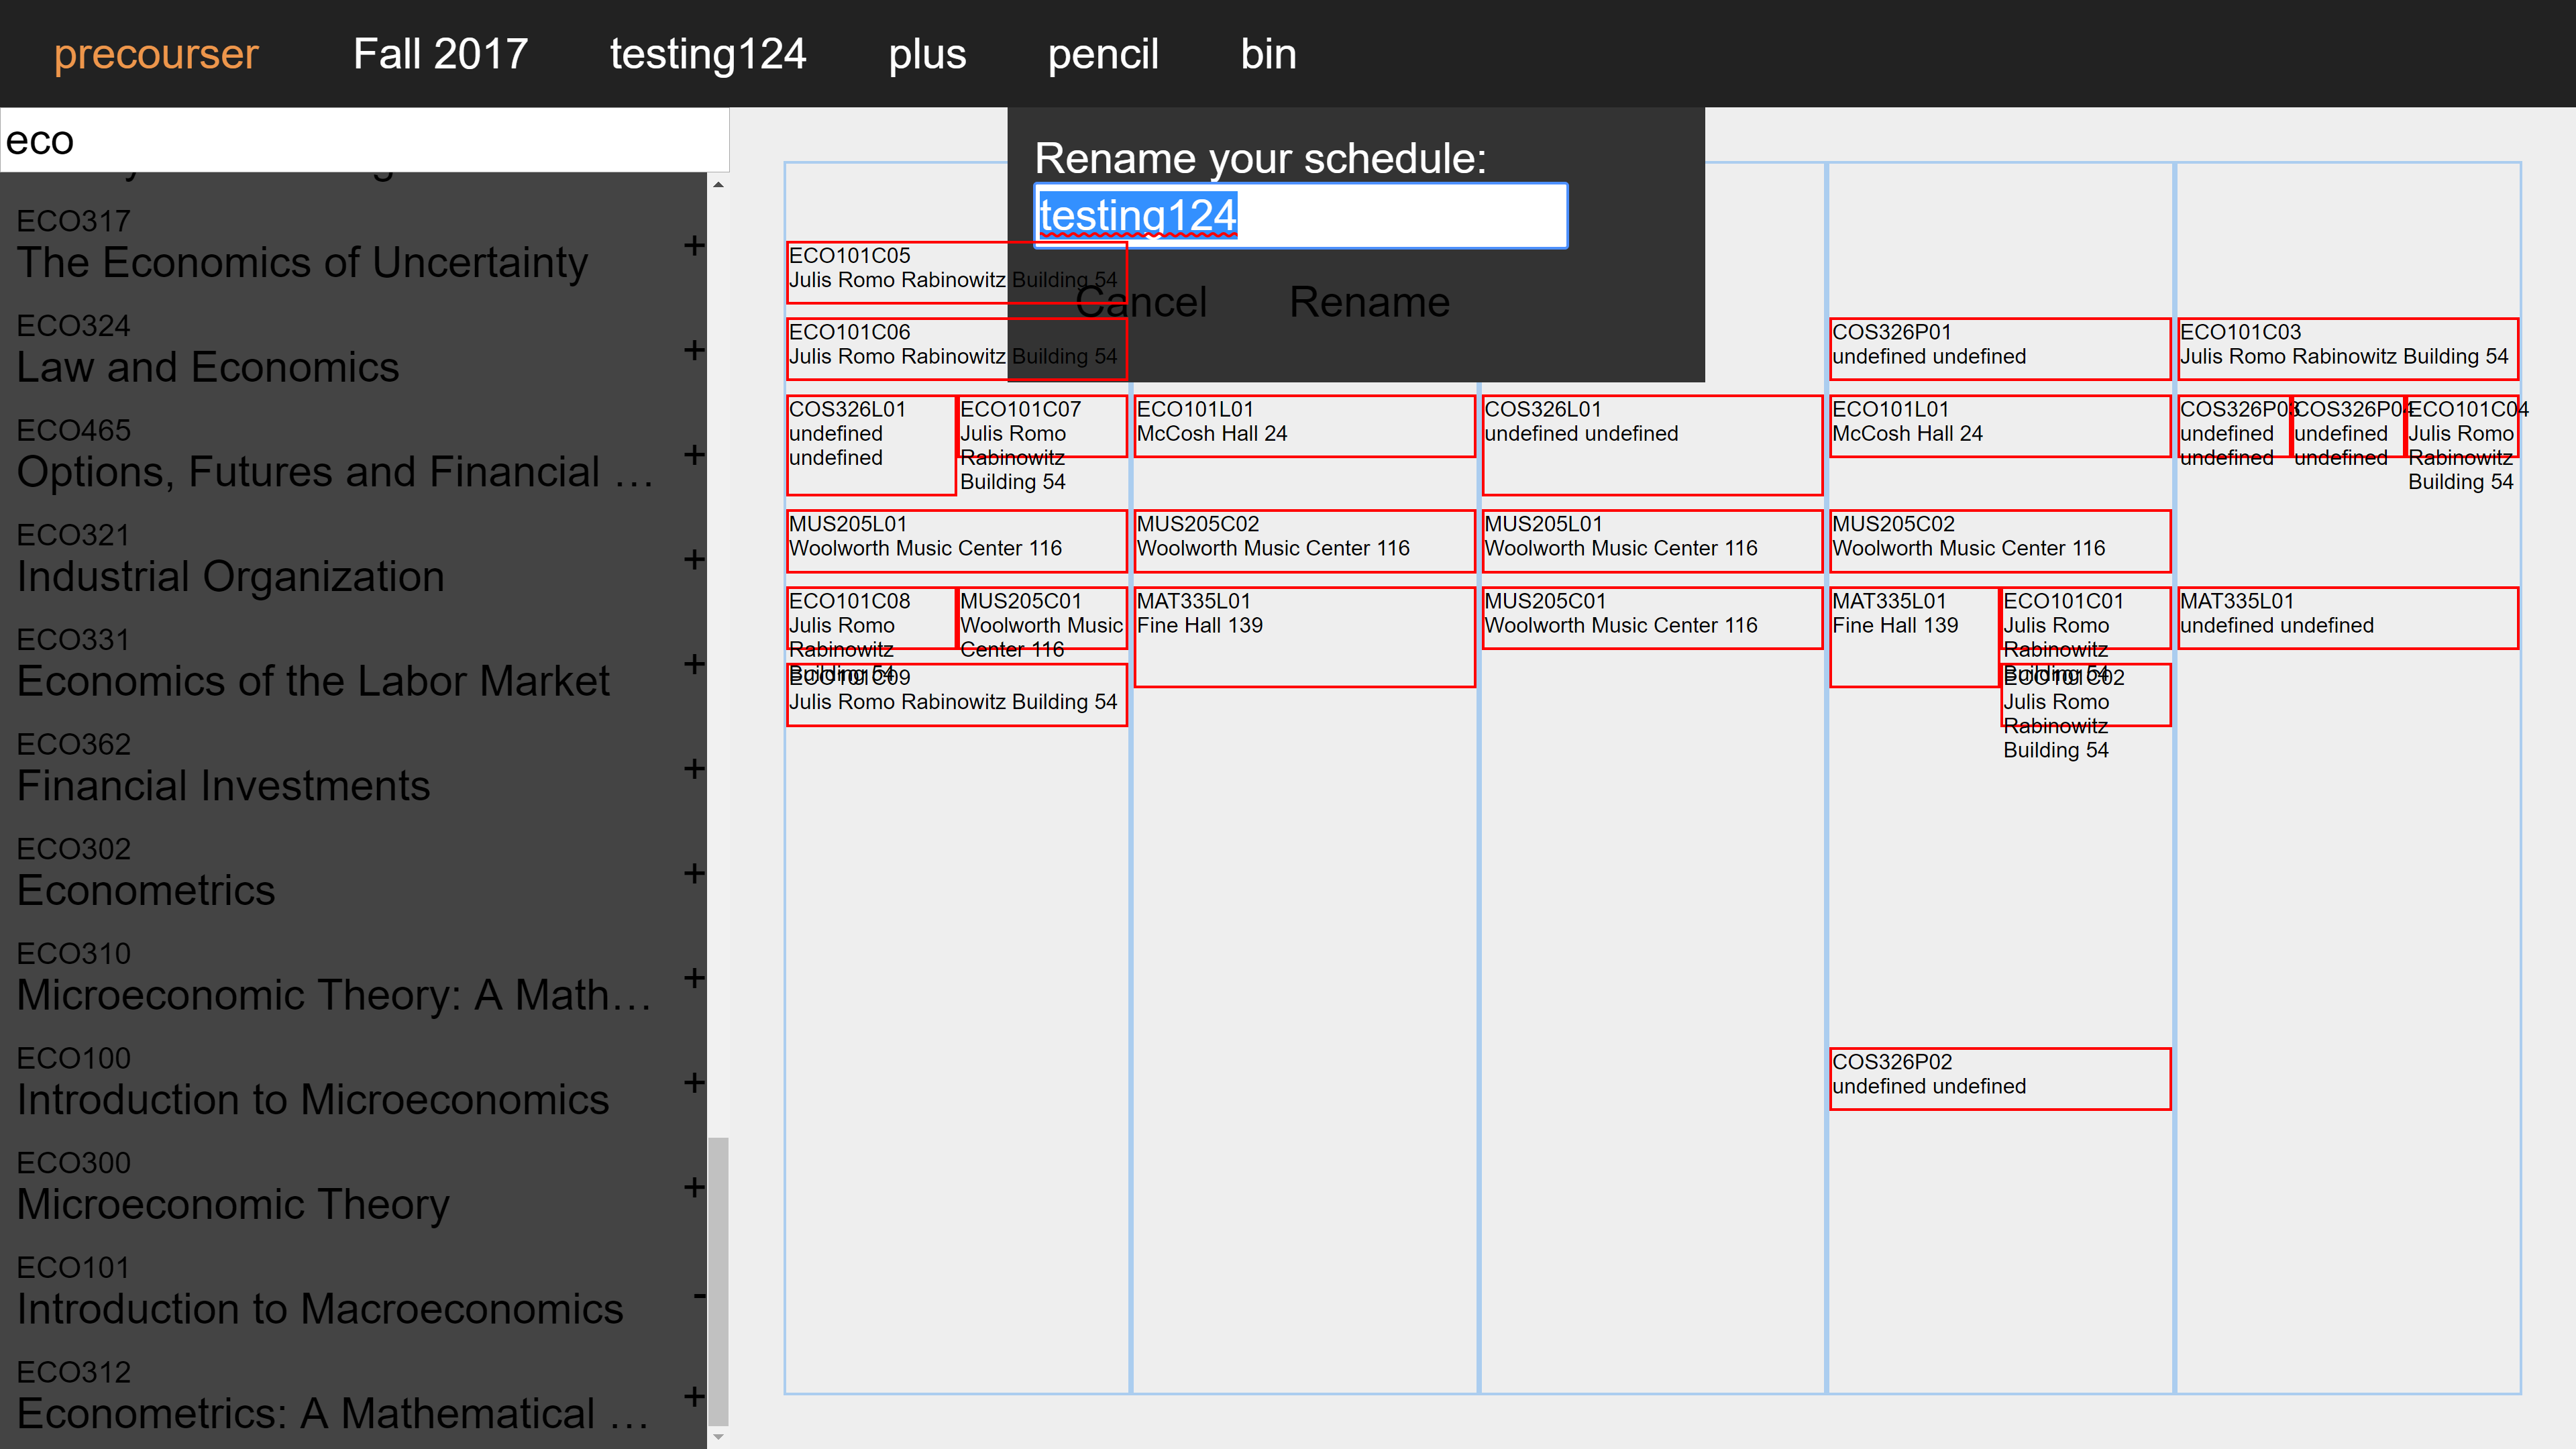 precourser Fall 2017 testing124 plus pencil bin
eco
ECO317
The Economics of Uncertainty
+
ECO324
Law and Economics
+
ECO465
Options, Futures and Financial …
+
ECO321
Industrial Organization
+
ECO331
Economics of the Labor Market
+
ECO362
Financial Investments
+
ECO302
Econometrics
+
ECO310
Microeconomic Theory: A Math…
+
ECO100
Introduction to Microeconomics
+
ECO300
Microeconomic Theory
+
ECO101
Introduction to Macroeconomics
-
ECO312
Econometrics: A Mathematical …
+
Rename your schedule:
testing124
Cancel Rename
ECO101C05
Julis Romo Rabinowitz Building 54
ECO101C06
Julis Romo Rabinowitz Building 54
COS326L01
undefined
undefined
ECO101C07
Julis Romo
Rabinowitz
Building 54
MUS205L01
Woolworth Music Center 116
ECO101C08
Julis Romo
Rabinowitz
Building 54
MUS205C01
Woolworth Music
Center 116
ECO101C09
Julis Romo Rabinowitz Building 54
ECO101L01
McCosh Hall 24
MUS205C02
Woolworth Music Center 116
MAT335L01
Fine Hall 139
COS326L01
undefined undefined
MUS205L01
Woolworth Music Center 116
MUS205C01
Woolworth Music Center 116
COS326P01
undefined undefined
ECO101L01
McCosh Hall 24
MUS205C02
Woolworth Music Center 116
MAT335L01
Fine Hall 139
ECO101C01
Julis Romo
Rabinowitz
Building 54
ECO101C02
Julis Romo
Rabinowitz
Building 54
COS326P02
undefined undefined
ECO101C03
Julis Romo Rabinowitz Building 54
COS326P03
undefined
undefined
COS326P04
undefined
undefined
ECO101C04
Julis Romo
Rabinowitz
Building 54
MAT335L01
undefined undefined